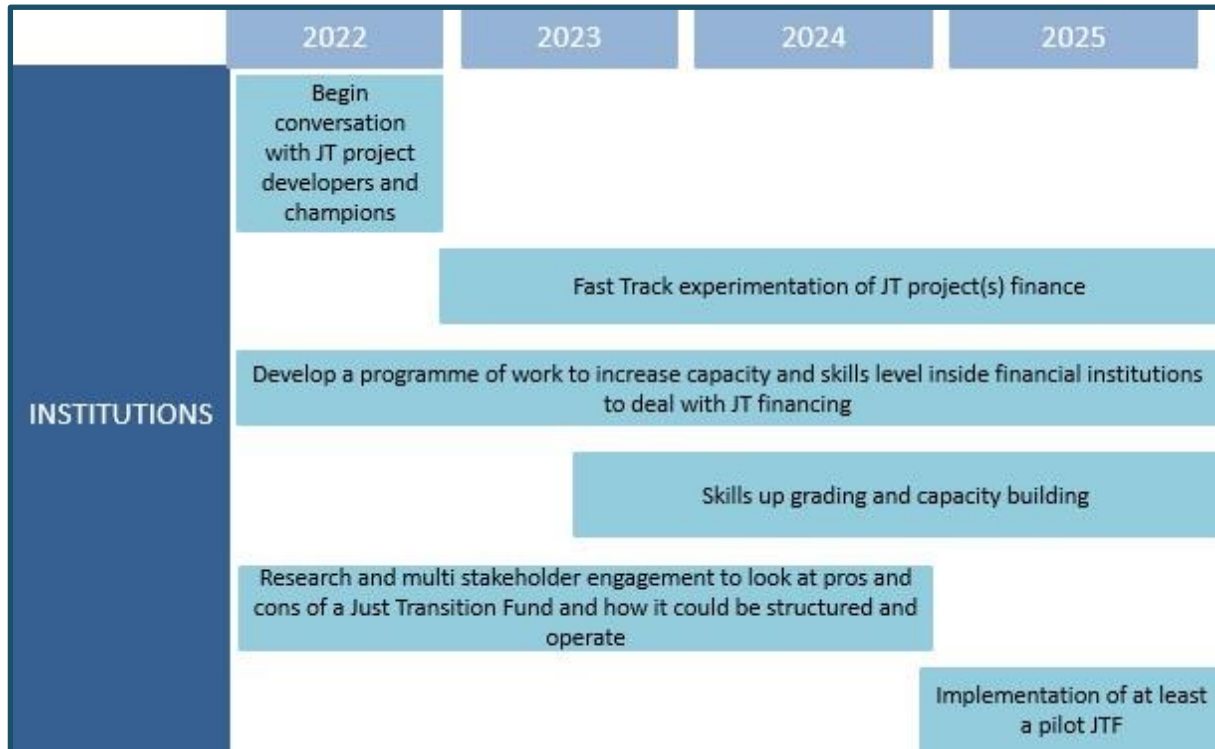 2022 2023 2024 2025
Begin
conversation
with JT project
developers and
champions
Fast Track experimentation of JT project(s) finance
Develop a programme of work to increase capacity and skills level inside financial institutions
to deal with JT financing
INSTITUTIONS
Skills up grading and capacity building
Research and multi stakeholder engagement to look at pros and
cons of a Just Transition Fund and how it could be structured and
operate
Implementation of at least
a pilot JTF